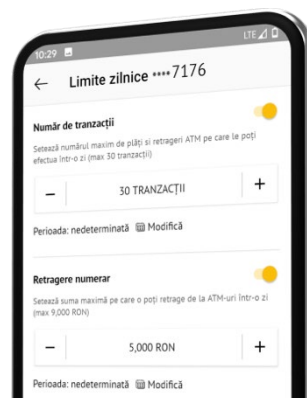 10:29 LTE
← Limite zilnice ****7176
Număr de tranzacții
Setează numărul maxim de plăți si retrageri ATM pe care le poți
efectua într-o zi (max 30 tranzacții)
− 30 TRANZACȚII +
Perioada: nedeterminată Modifică
Retragere numerar
Setează suma maximă pe care o poți retrage de la ATM-uri într-o zi
(max 9,000 RON)
− 5,000 RON +
Perioada: nedeterminată Modifică